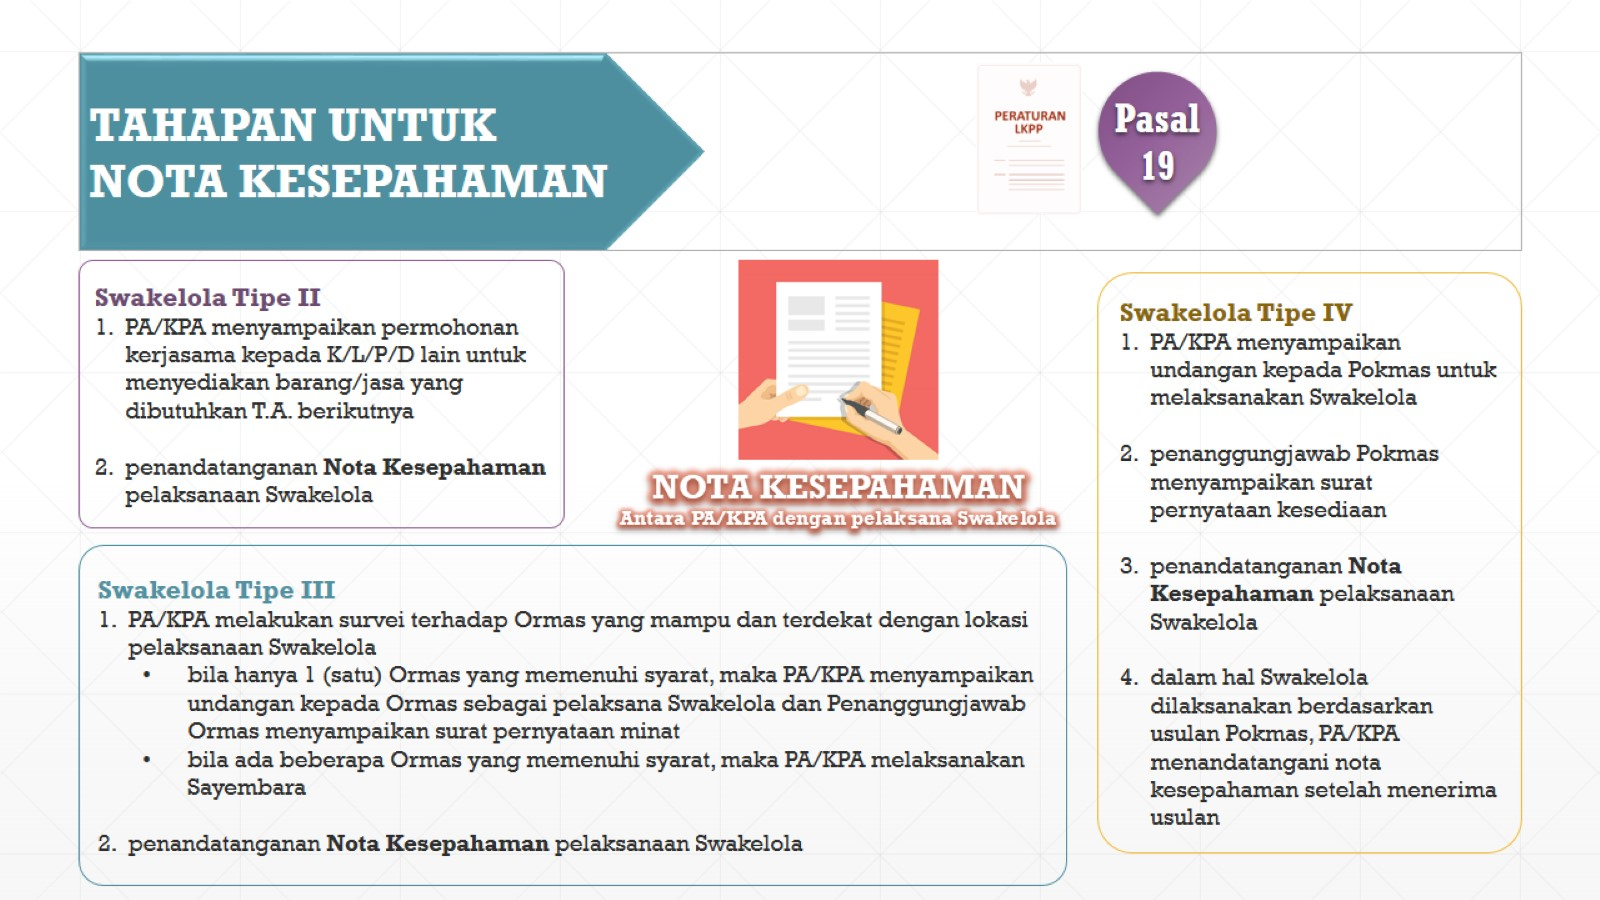 TAHAPAN UNTUK
NOTA KESEPAHAMAN
PERATURAN
LKPP
Pasal
19
Swakelola Tipe II
1. PA/KPA menyampaikan permohonan
kerjasama kepada K/L/P/D lain untuk
menyediakan barang/jasa yang
dibutuhkan T.A. berikutnya
2. penandatanganan Nota Kesepahaman
pelaksanaan Swakelola
NOTA KESEPAHAMAN
Antara PA/KPA dengan pelaksana Swakelola
Swakelola Tipe III
1. PA/KPA melakukan survei terhadap Ormas yang mampu dan terdekat dengan lokasi
pelaksanaan Swakelola
• bila hanya 1 (satu) Ormas yang memenuhi syarat, maka PA/KPA menyampaikan
undangan kepada Ormas sebagai pelaksana Swakelola dan Penanggungjawab
Ormas menyampaikan surat pernyataan minat
• bila ada beberapa Ormas yang memenuhi syarat, maka PA/KPA melaksanakan
Sayembara
2. penandatanganan Nota Kesepahaman pelaksanaan Swakelola
Swakelola Tipe IV
1. PA/KPA menyampaikan
undangan kepada Pokmas untuk
melaksanakan Swakelola
2. penanggungjawab Pokmas
menyampaikan surat
pernyataan kesediaan
3. penandatanganan Nota
Kesepahaman pelaksanaan
Swakelola
4. dalam hal Swakelola
dilaksanakan berdasarkan
usulan Pokmas, PA/KPA
menandatangani nota
kesepahaman setelah menerima
usulan